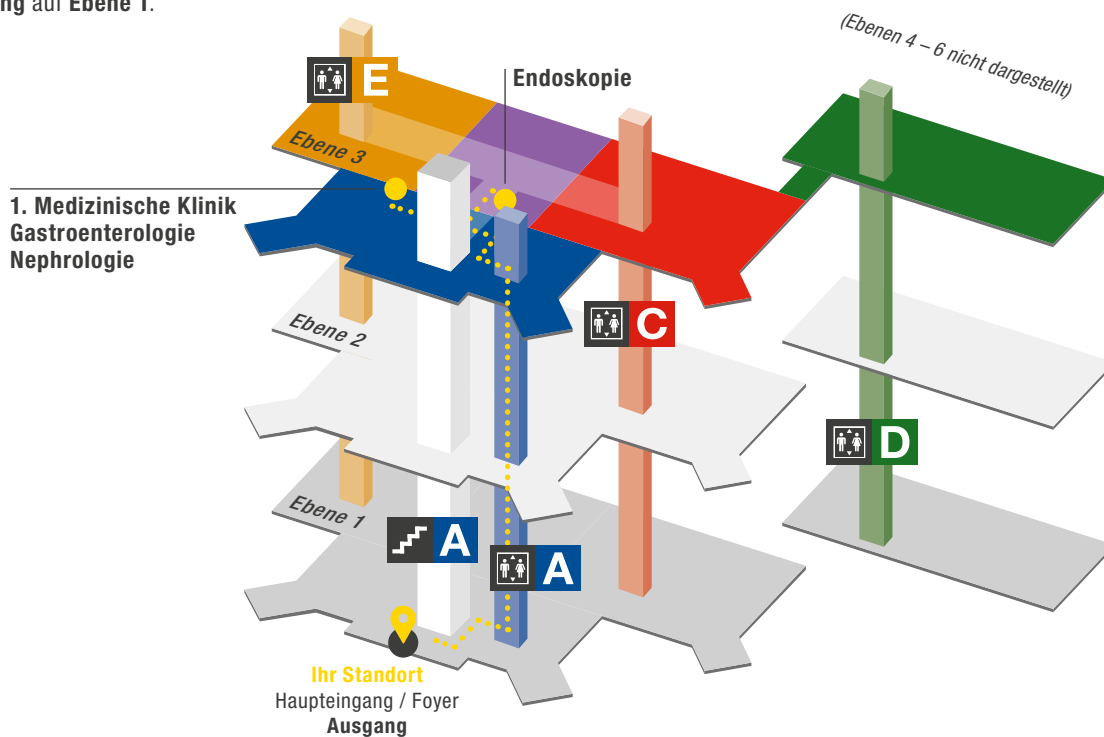 ng auf Ebene 1.
(Ebenen 4 – 6 nicht dargestellt)
E
Endoskopie
Ebene 3
1. Medizinische Klinik
Gastroenterologie
Nephrologie
C
Ebene 2
D
Ebene 1
A
A
Ihr Standort
Haupteingang / Foyer
Ausgang